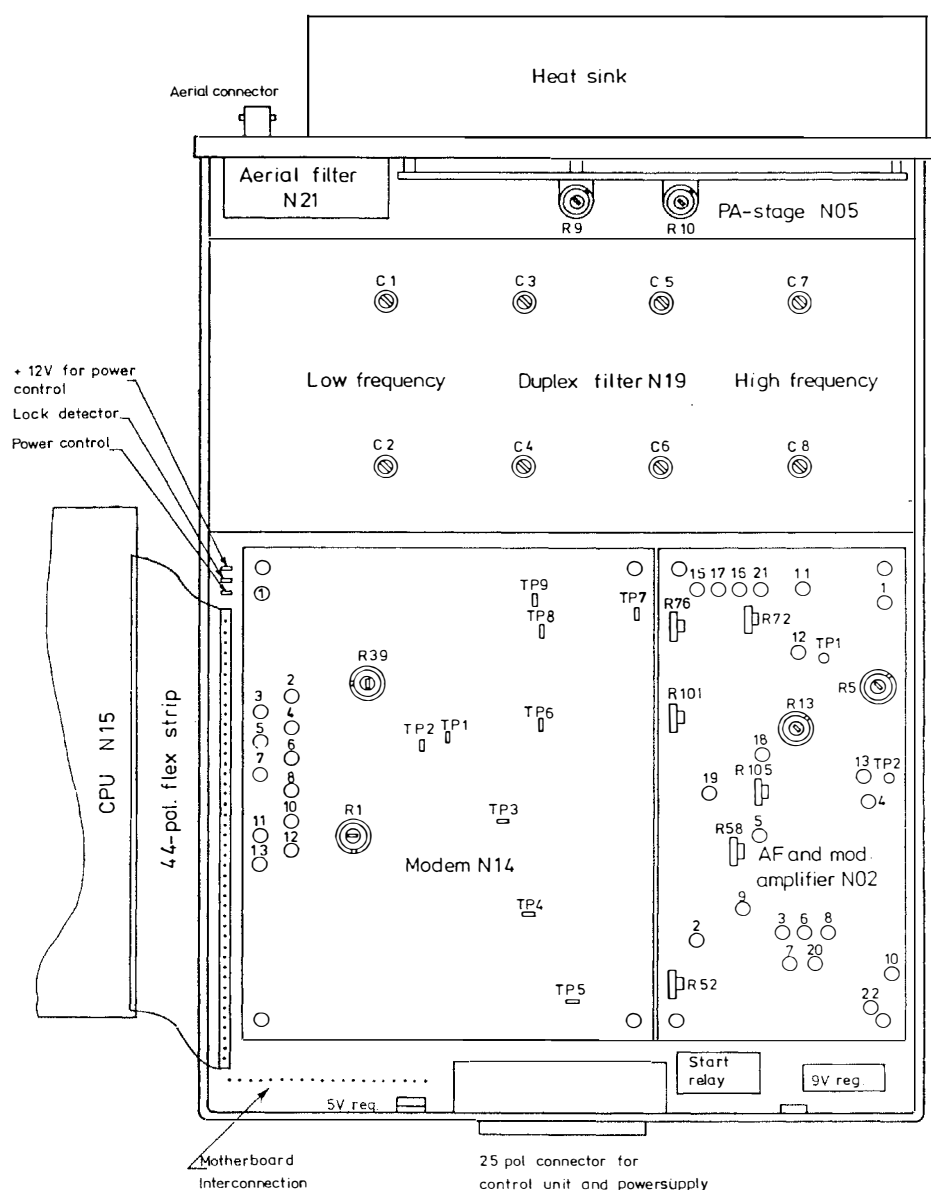 Heat sink
Aerial connector
Aerial filter
N21
R9
R10
PA-stage N05
C1
C3
C5
C7
+ 12V for power
control
Lock detector
Power control
Low frequency
Duplex filter N19
High frequency
C2
C4
C6
C8
CPU N15
44-pol. flex strip
1
TP9
TP8
TP7
R39
2
3
4
5
6
7
8
10
11
12
13
TP2
TP1
TP6
R1
TP3
Modem N14
TP4
TP5
15
17
16
21
11
1
R76
R72
12
TP1
R5
R101
R13
18
13
TP2
19
R105
4
R58
5
AF and mod.
amplifier N02
9
2
3
6
8
7
20
10
R52
22
Start
relay
9V reg.
5V reg.
Motherboard
Interconnection
25 pol connector for
control unit and powersupply